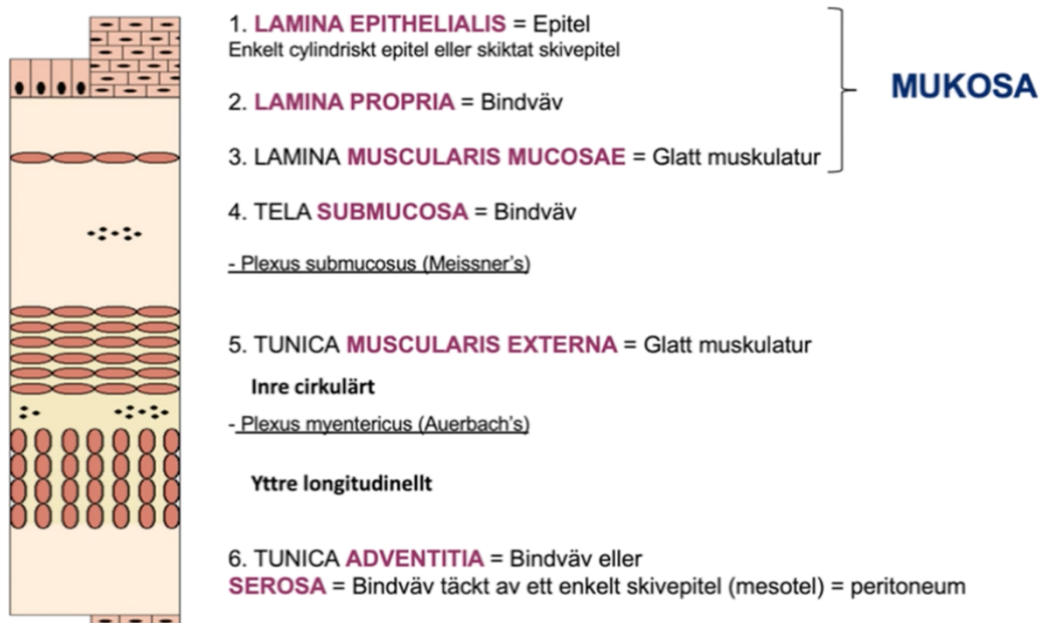 1. LAMINA EPITHELIALIS = Epitel
Enkelt cylindriskt epitel eller skiktat skivepitel
2. LAMINA PROPRIA = Bindväv
MUKOSA
3. LAMINA MUSCULARIS MUCOSAE = Glatt muskulatur
4. TELA SUBMUCOSA = Bindväv
- Plexus submucosus (Meissner's)
5. TUNICA MUSCULARIS EXTERNA = Glatt muskulatur
Inre cirkulärt
- Plexus myentericus (Auerbach's)
Yttre longitudinellt
6. TUNICA ADVENTITIA = Bindväv eller
SEROSA = Bindväv täckt av ett enkelt skivepitel (mesotel) = peritoneum